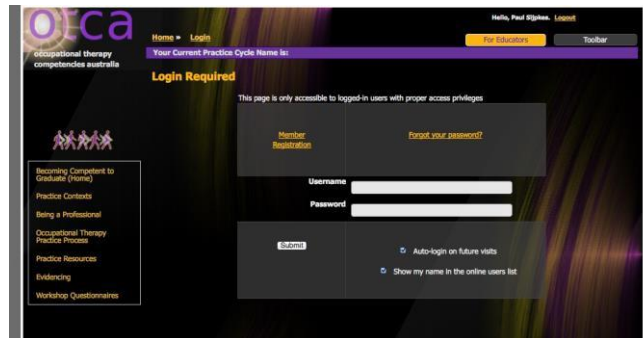 Hello, Paul Sijpkes. Logout
otca
occupational therapy
competencies australia
Home » Login
For Educators
Toolbar
Your Current Practice Cycle Name is:
Login Required
This page is only accessible to logged-in users with proper access privileges
Member
Registration
Forgot your password?
Becoming Competent to
Graduate (Home)
Practice Contexts
Being a Professional
Occupational Therapy
Practice Process
Practice Resources
Evidencing
Workshop Questionnaires
Username
Password
Submit
Auto-login on future visits
Show my name in the online users list